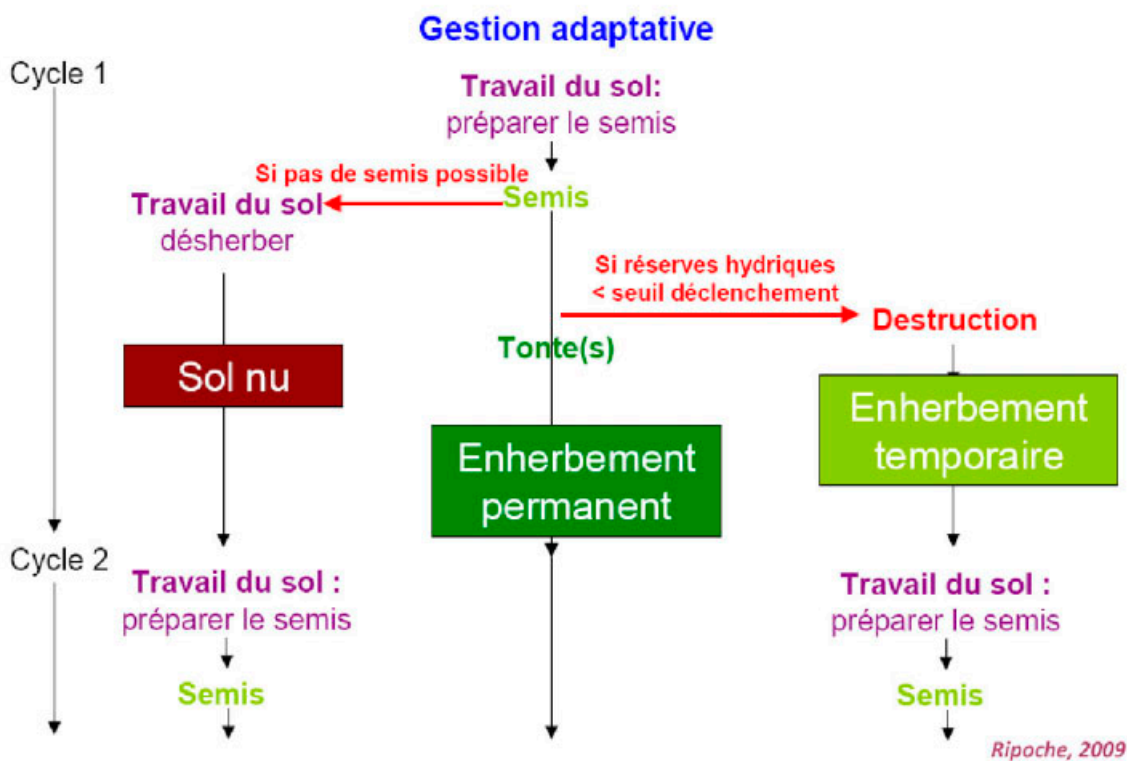 Gestion adaptative
Cycle 1
Travail du sol:
préparer le semis
Si pas de semis possible
Travail du sol
désherber
Semis
Si réserves hydriques
< seuil déclenchement
Destruction
Tonte(s)
Sol nu
Enherbement
permanent
Enherbement
temporaire
Cycle 2
Travail du sol :
préparer le semis
Semis
Travail du sol :
préparer le semis
Semis
Ripoche, 2009